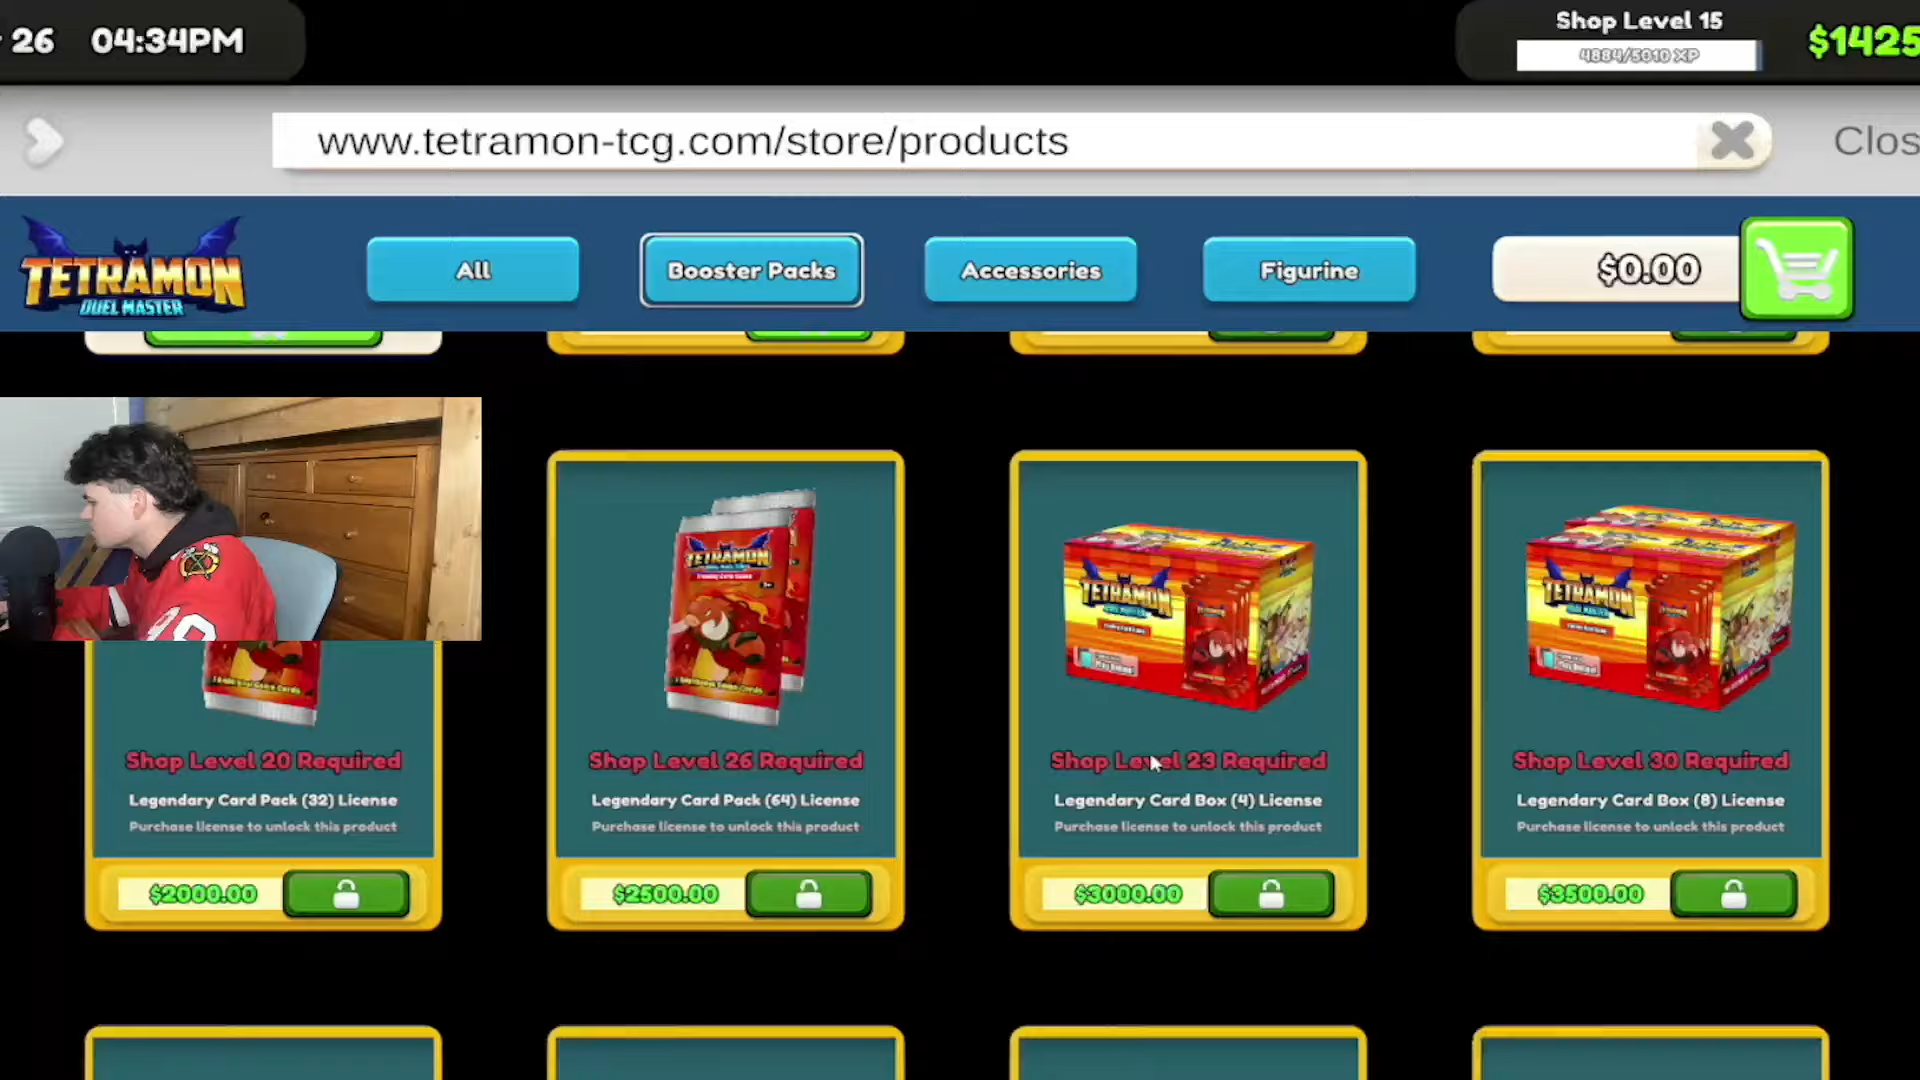 26 04:34PM
Shop Level 15
4884/5010 XP
$1425
www.tetramon-tcg.com/store/products
Clos
TETRAMON
DUEL MASTER
All
Booster Packs
Accessories
Figurine
$0.00
TETRAMON
TETRAMON
TETRAMON
Shop Level 20 Required
Legendary Card Pack (32) License
Purchase license to unlock this product
$2000.00
Shop Level 26 Required
Legendary Card Pack (64) License
Purchase license to unlock this product
$2500.00
Shop Level 23 Required
Legendary Card Box (4) License
Purchase license to unlock this product
$3000.00
Shop Level 30 Required
Legendary Card Box (8) License
Purchase license to unlock this product
$3500.00